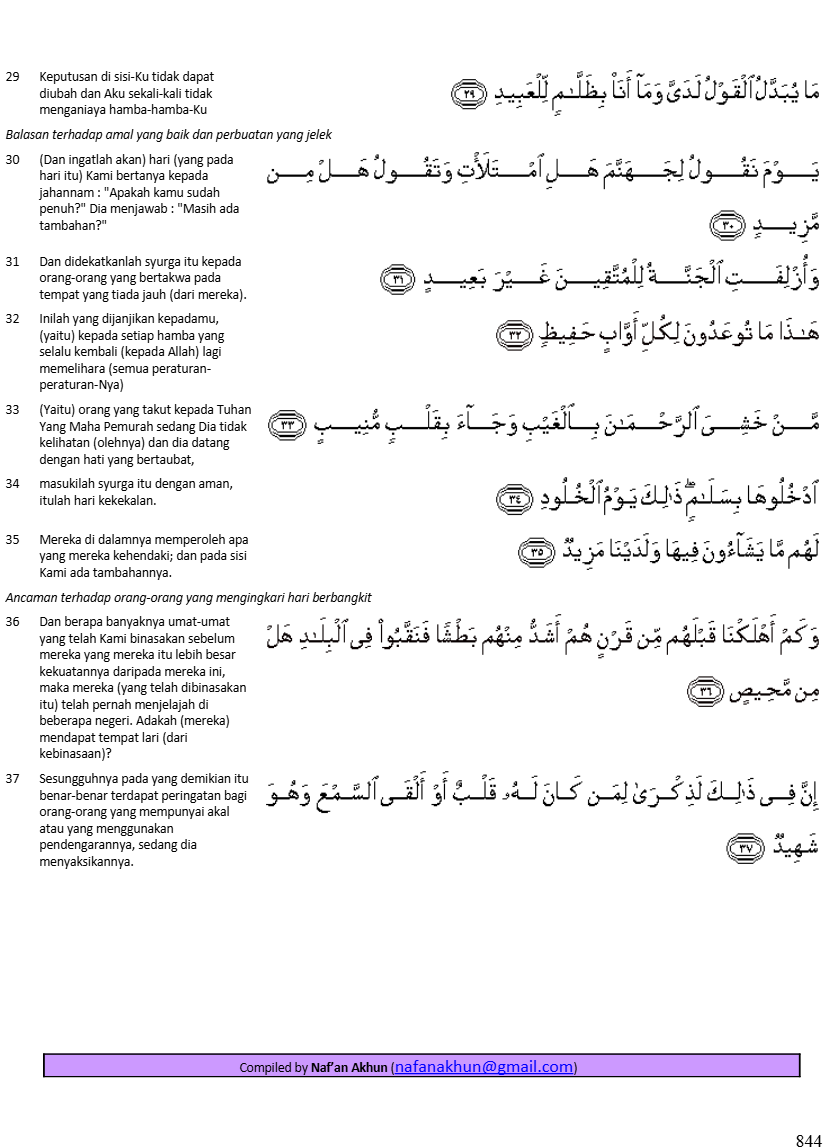 29 Keputusan di sisi-Ku tidak dapat
diubah dan Aku sekali-kali tidak
menganiaya hamba-hamba-Ku
مَا يُبَدَّلُ ٱلْقَوْلُ لَدَىَّ وَمَآ أَنَا۠ بِظَلَّـٰمٍ لِّلْعَبِيدِ ٢٩
Balasan terhadap amal yang baik dan perbuatan yang jelek
30 (Dan ingatlah akan) hari (yang pada
hari itu) Kami bertanya kepada
jahannam : "Apakah kamu sudah
penuh?" Dia menjawab : "Masih ada
tambahan?"
يَوْمَ نَقُولُ لِجَهَنَّمَ هَلِ ٱمْتَلَأْتِ وَتَقُولُ هَلْ مِن
مَّزِيدٍ ٣٠
31 Dan didekatkanlah syurga itu kepada
orang-orang yang bertakwa pada
tempat yang tiada jauh (dari mereka).
وَأُزْلِفَتِ ٱلْجَنَّةُ لِلْمُتَّقِينَ غَيْرَ بَعِيدٍ ٣١
32 Inilah yang dijanjikan kepadamu,
(yaitu) kepada setiap hamba yang
selalu kembali (kepada Allah) lagi
memelihara (semua peraturan-
peraturan-Nya)
هَـٰذَا مَا تُوعَدُونَ لِكُلِّ أَوَّابٍ حَفِيظٍ ٣٢
33 (Yaitu) orang yang takut kepada Tuhan
Yang Maha Pemurah sedang Dia tidak
kelihatan (olehnya) dan dia datang
dengan hati yang bertaubat,
مَّنْ خَشِىَ ٱلرَّحْمَـٰنَ بِٱلْغَيْبِ وَجَآءَ بِقَلْبٍ مُّنِيبٍ ٣٣
34 masukilah syurga itu dengan aman,
itulah hari kekekalan.
ٱدْخُلُوهَا بِسَلَـٰمٍ ۖ ذَٰلِكَ يَوْمُ ٱلْخُلُودِ ٣٤
35 Mereka di dalamnya memperoleh apa
yang mereka kehendaki; dan pada sisi
Kami ada tambahannya.
لَهُم مَّا يَشَآءُونَ فِيهَا وَلَدَيْنَا مَزِيدٌ ٣٥
Ancaman terhadap orang-orang yang mengingkari hari berbangkit
36 Dan berapa banyaknya umat-umat
yang telah Kami binasakan sebelum
mereka yang mereka itu lebih besar
kekuatannya daripada mereka ini,
maka mereka (yang telah dibinasakan
itu) telah pernah menjelajah di
beberapa negeri. Adakah (mereka)
mendapat tempat lari (dari
kebinasaan)?
وَكَمْ أَهْلَكْنَا قَبْلَهُم مِّن قَرْنٍ هُمْ أَشَدُّ مِنْهُم بَطْشًا فَنَقَّبُوا۟ فِى ٱلْبِلَـٰدِ هَلْ
مِن مَّحِيصٍ ٣٦
37 Sesungguhnya pada yang demikian itu
benar-benar terdapat peringatan bagi
orang-orang yang mempunyai akal
atau yang menggunakan
pendengarannya, sedang dia
menyaksikannya.
إِنَّ فِى ذَٰلِكَ لَذِكْرَىٰ لِمَن كَانَ لَهُۥ قَلْبٌ أَوْ أَلْقَى ٱلسَّمْعَ وَهُوَ
شَهِيدٌ ٣٧
Compiled by Naf’an Akhun (nafanakhun@gmail.com)
844